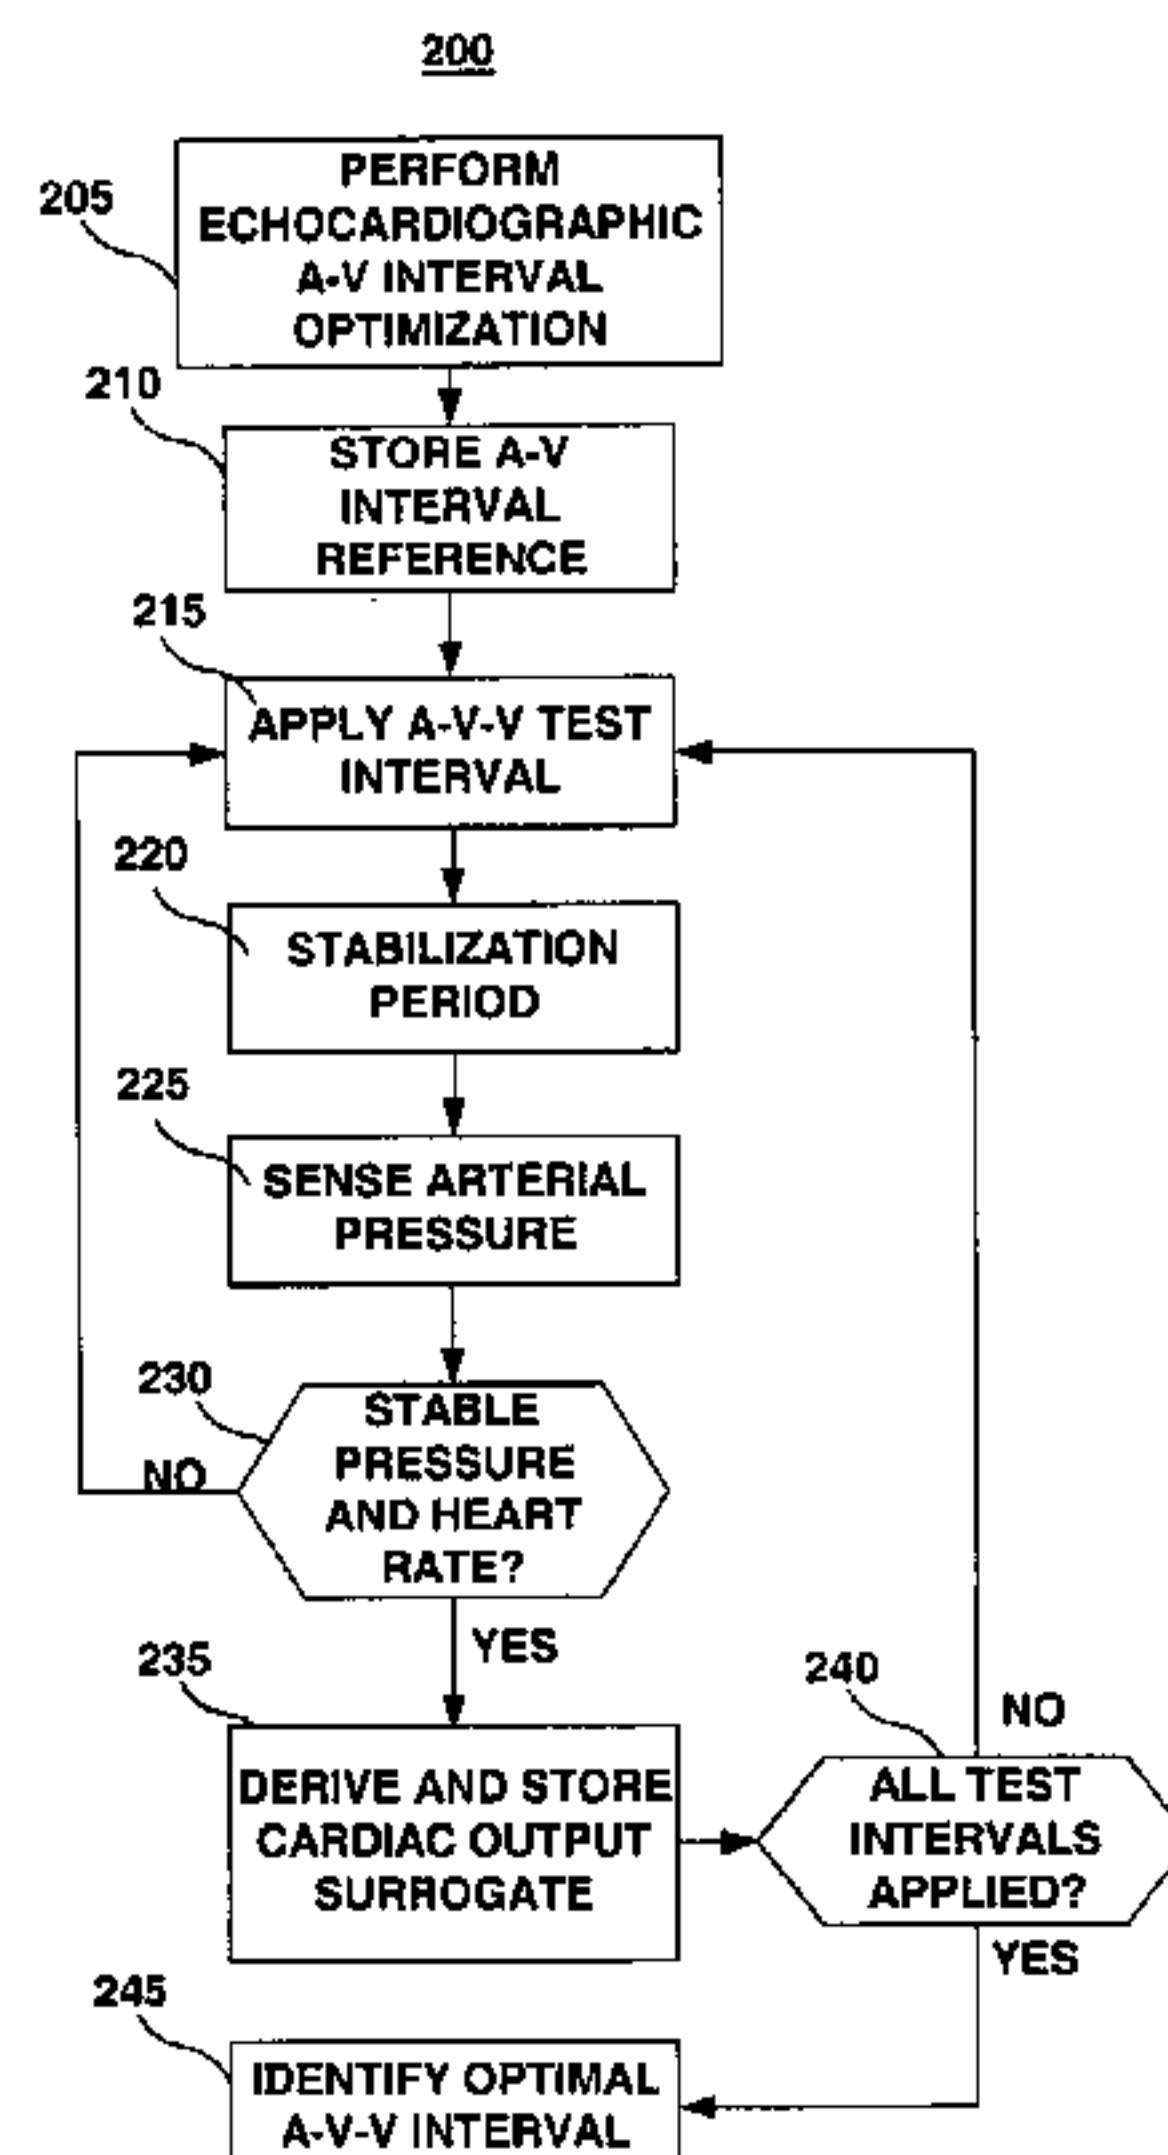 200
205
PERFORM
ECHOCARDIOGRAPHIC
A-V INTERVAL
OPTIMIZATION
210
STORE A-V
INTERVAL
REFERENCE
215
APPLY A-V-V TEST
INTERVAL
220
STABILIZATION
PERIOD
225
SENSE ARTERIAL
PRESSURE
230
STABLE
PRESSURE
AND HEART
RATE?
NO
YES
235
DERIVE AND STORE
CARDIAC OUTPUT
SURROGATE
240
NO
ALL TEST
INTERVALS
APPLIED?
YES
245
IDENTIFY OPTIMAL
A-V-V INTERVAL